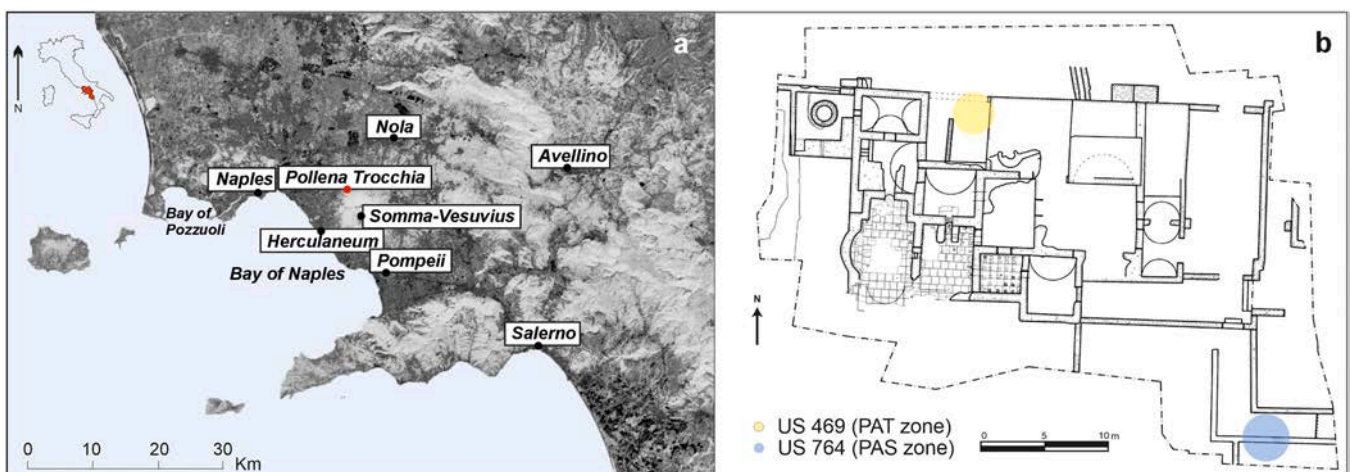 a
N
Nola
Avellino
Naples
Pollena Trocchia
Bay of
Pozzuoli
Somma-Vesuvius
Herculaneum
Bay of Naples
Pompeii
Salerno
0 10 20 30
Km
b
N
US 469 (PAT zone)
US 764 (PAS zone)
0 5 10 m